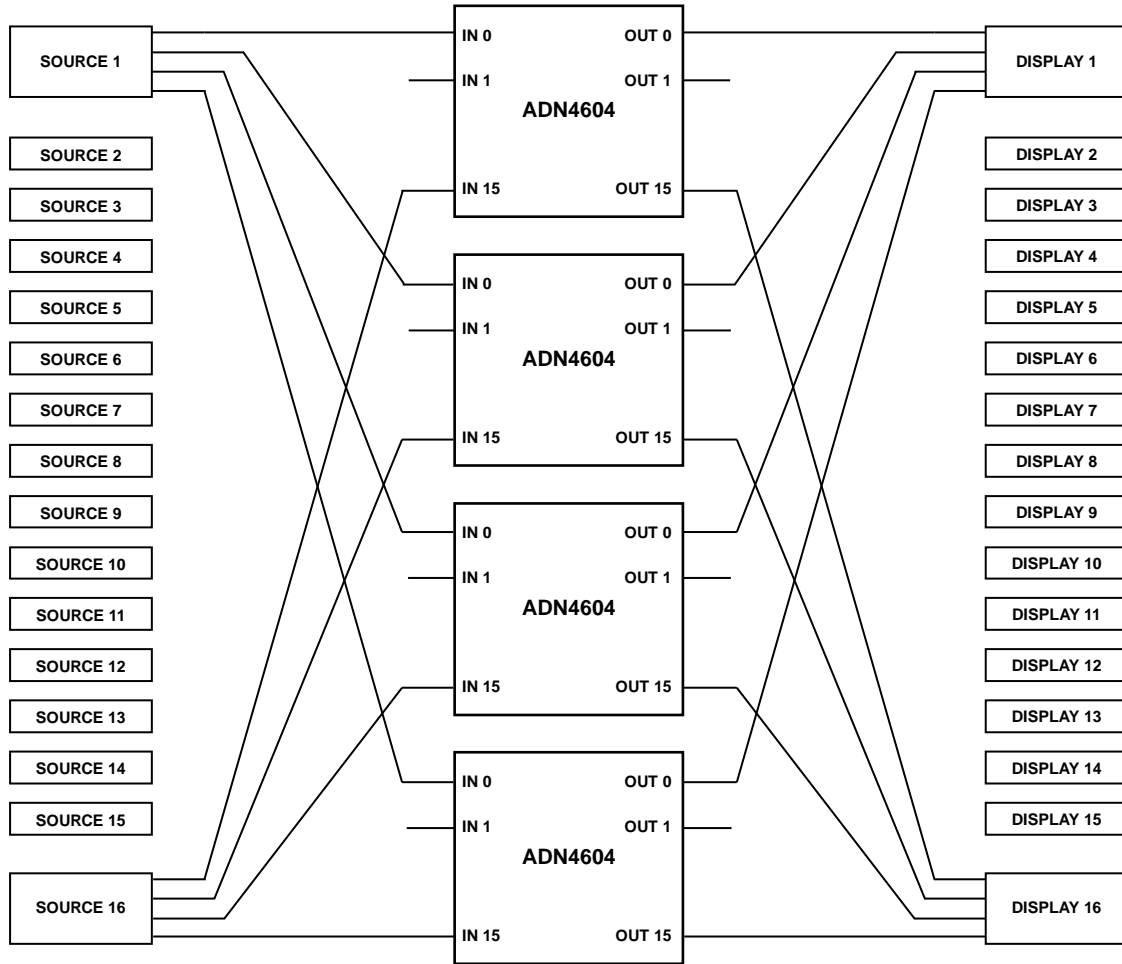 SOURCE 1
SOURCE 2
SOURCE 3
SOURCE 4
SOURCE 5
SOURCE 6
SOURCE 7
SOURCE 8
SOURCE 9
SOURCE 10
SOURCE 11
SOURCE 12
SOURCE 13
SOURCE 14
SOURCE 15
SOURCE 16
IN 0
OUT 0
IN 1
OUT 1
ADN4604
IN 15
OUT 15
IN 0
OUT 0
IN 1
OUT 1
ADN4604
IN 15
OUT 15
IN 0
OUT 0
IN 1
OUT 1
ADN4604
IN 15
OUT 15
IN 0
OUT 0
IN 1
OUT 1
ADN4604
IN 15
OUT 15
DISPLAY 1
DISPLAY 2
DISPLAY 3
DISPLAY 4
DISPLAY 5
DISPLAY 6
DISPLAY 7
DISPLAY 8
DISPLAY 9
DISPLAY 10
DISPLAY 11
DISPLAY 12
DISPLAY 13
DISPLAY 14
DISPLAY 15
DISPLAY 16